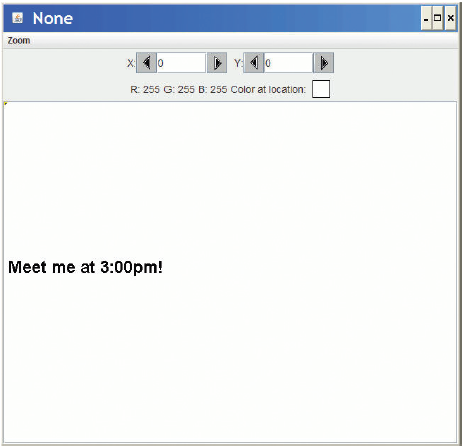 None
Zoom
X: 0 Y: 0
R: 255 G: 255 B: 255 Color at location:
Meet me at 3:00pm!